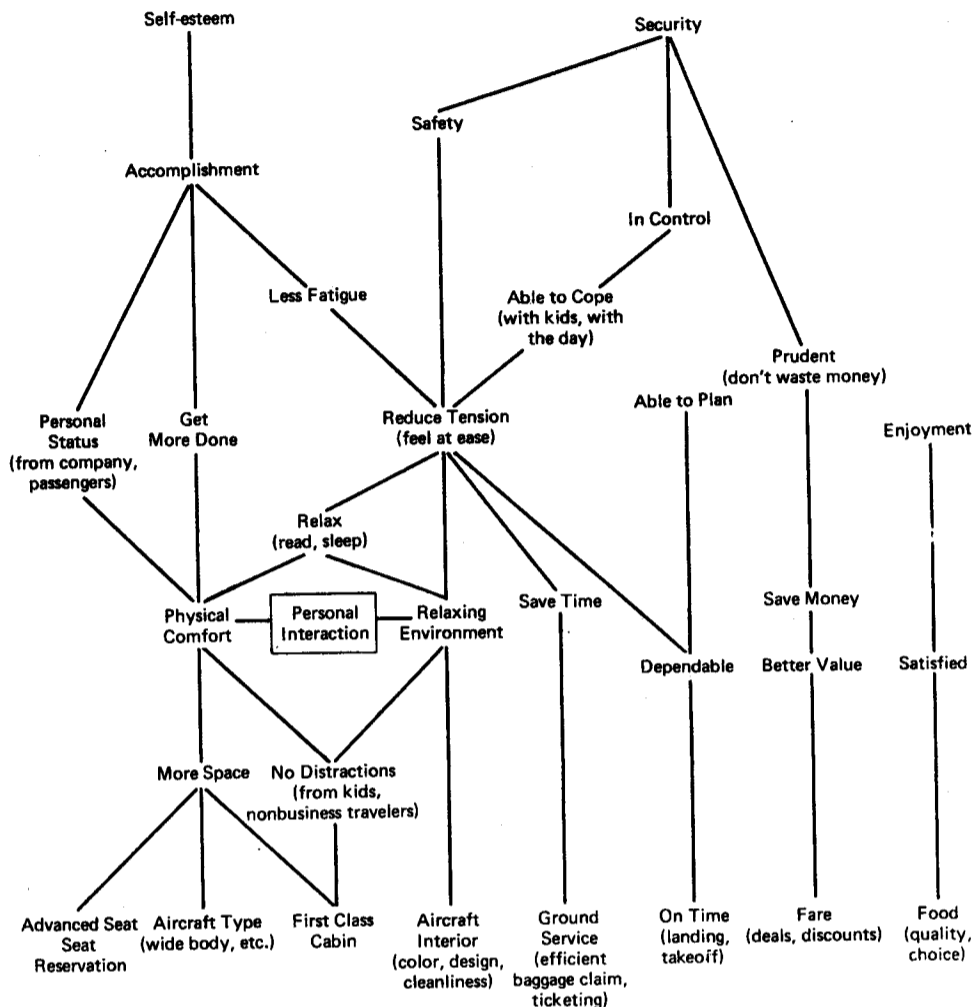 Self-esteem
Security
Safety
Accomplishment
In Control
Less Fatigue
Able to Cope
(with kids, with
the day)
Prudent
(don't waste money)
Able to Plan
Personal
Status
(from company,
passengers)
Get
More Done
Reduce Tension
(feel at ease)
Enjoyment
Relax
(read, sleep)
Physical
Comfort
Personal
Interaction
Relaxing
Environment
Save Time
Save Money
Dependable
Better Value
Satisfied
More Space
No Distractions
(from kids,
nonbusiness travelers)
Advanced Seat
Seat
Reservation
Aircraft Type
(wide body, etc.)
First Class
Cabin
Aircraft
Interior
(color, design,
cleanliness)
Ground
Service
(efficient
baggage claim,
ticketing)
On Time
(landing,
takeoff)
Fare
(deals, discounts)
Food
(quality,
choice)